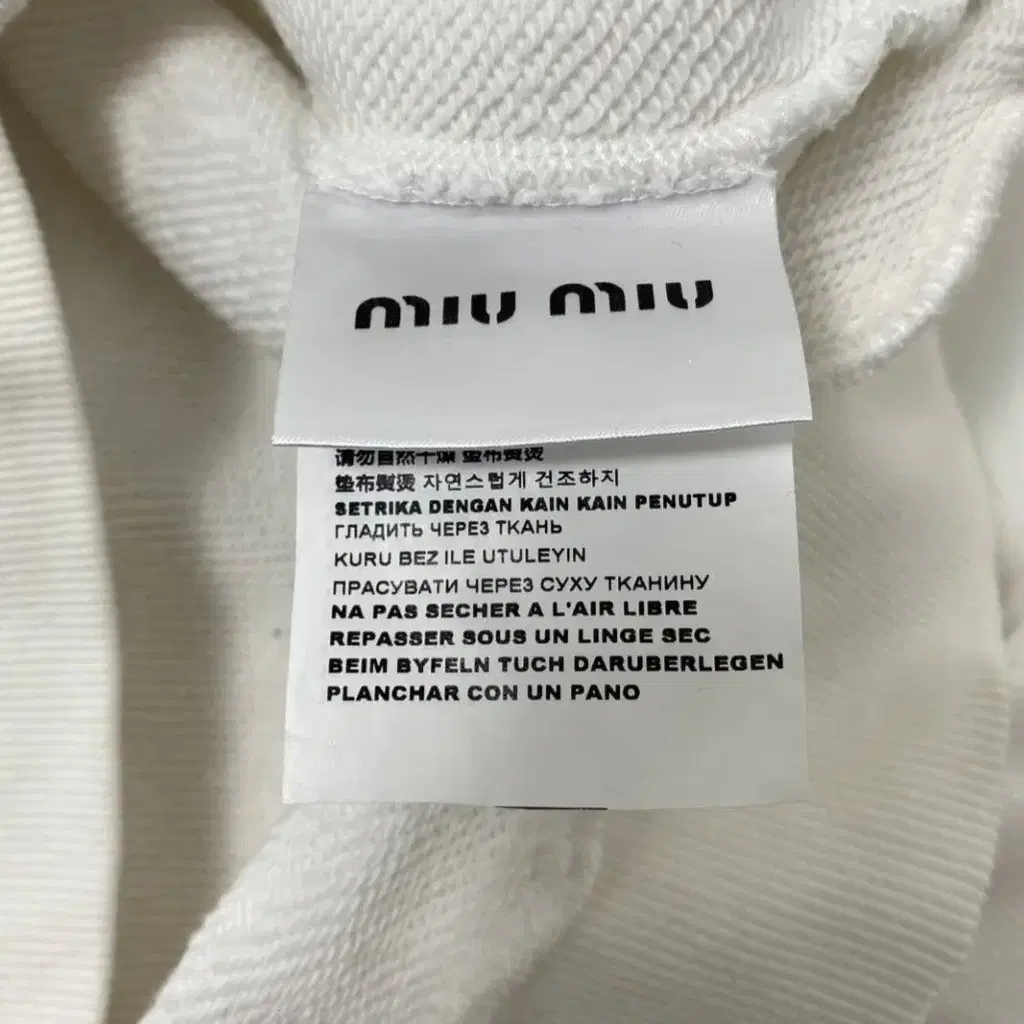 miu miu
请勿自然干燥 垫布熨烫
垫布熨烫 자연스럽게 건조하지
SETRIKA DENGAN KAIN KAIN PENUTUP
ГЛАДИТЬ ЧЕРЕЗ ТКАНЬ
KURU BEZ ILE UTULEYIN
ПРАСУВАТИ ЧЕРЕЗ СУХУ ТКАНИНУ
NA PAS SECHER A L'AIR LIBRE
REPASSER SOUS UN LINGE SEC
BEIM BYFELN TUCH DARUBERLEGEN
PLANCHAR CON UN PANO